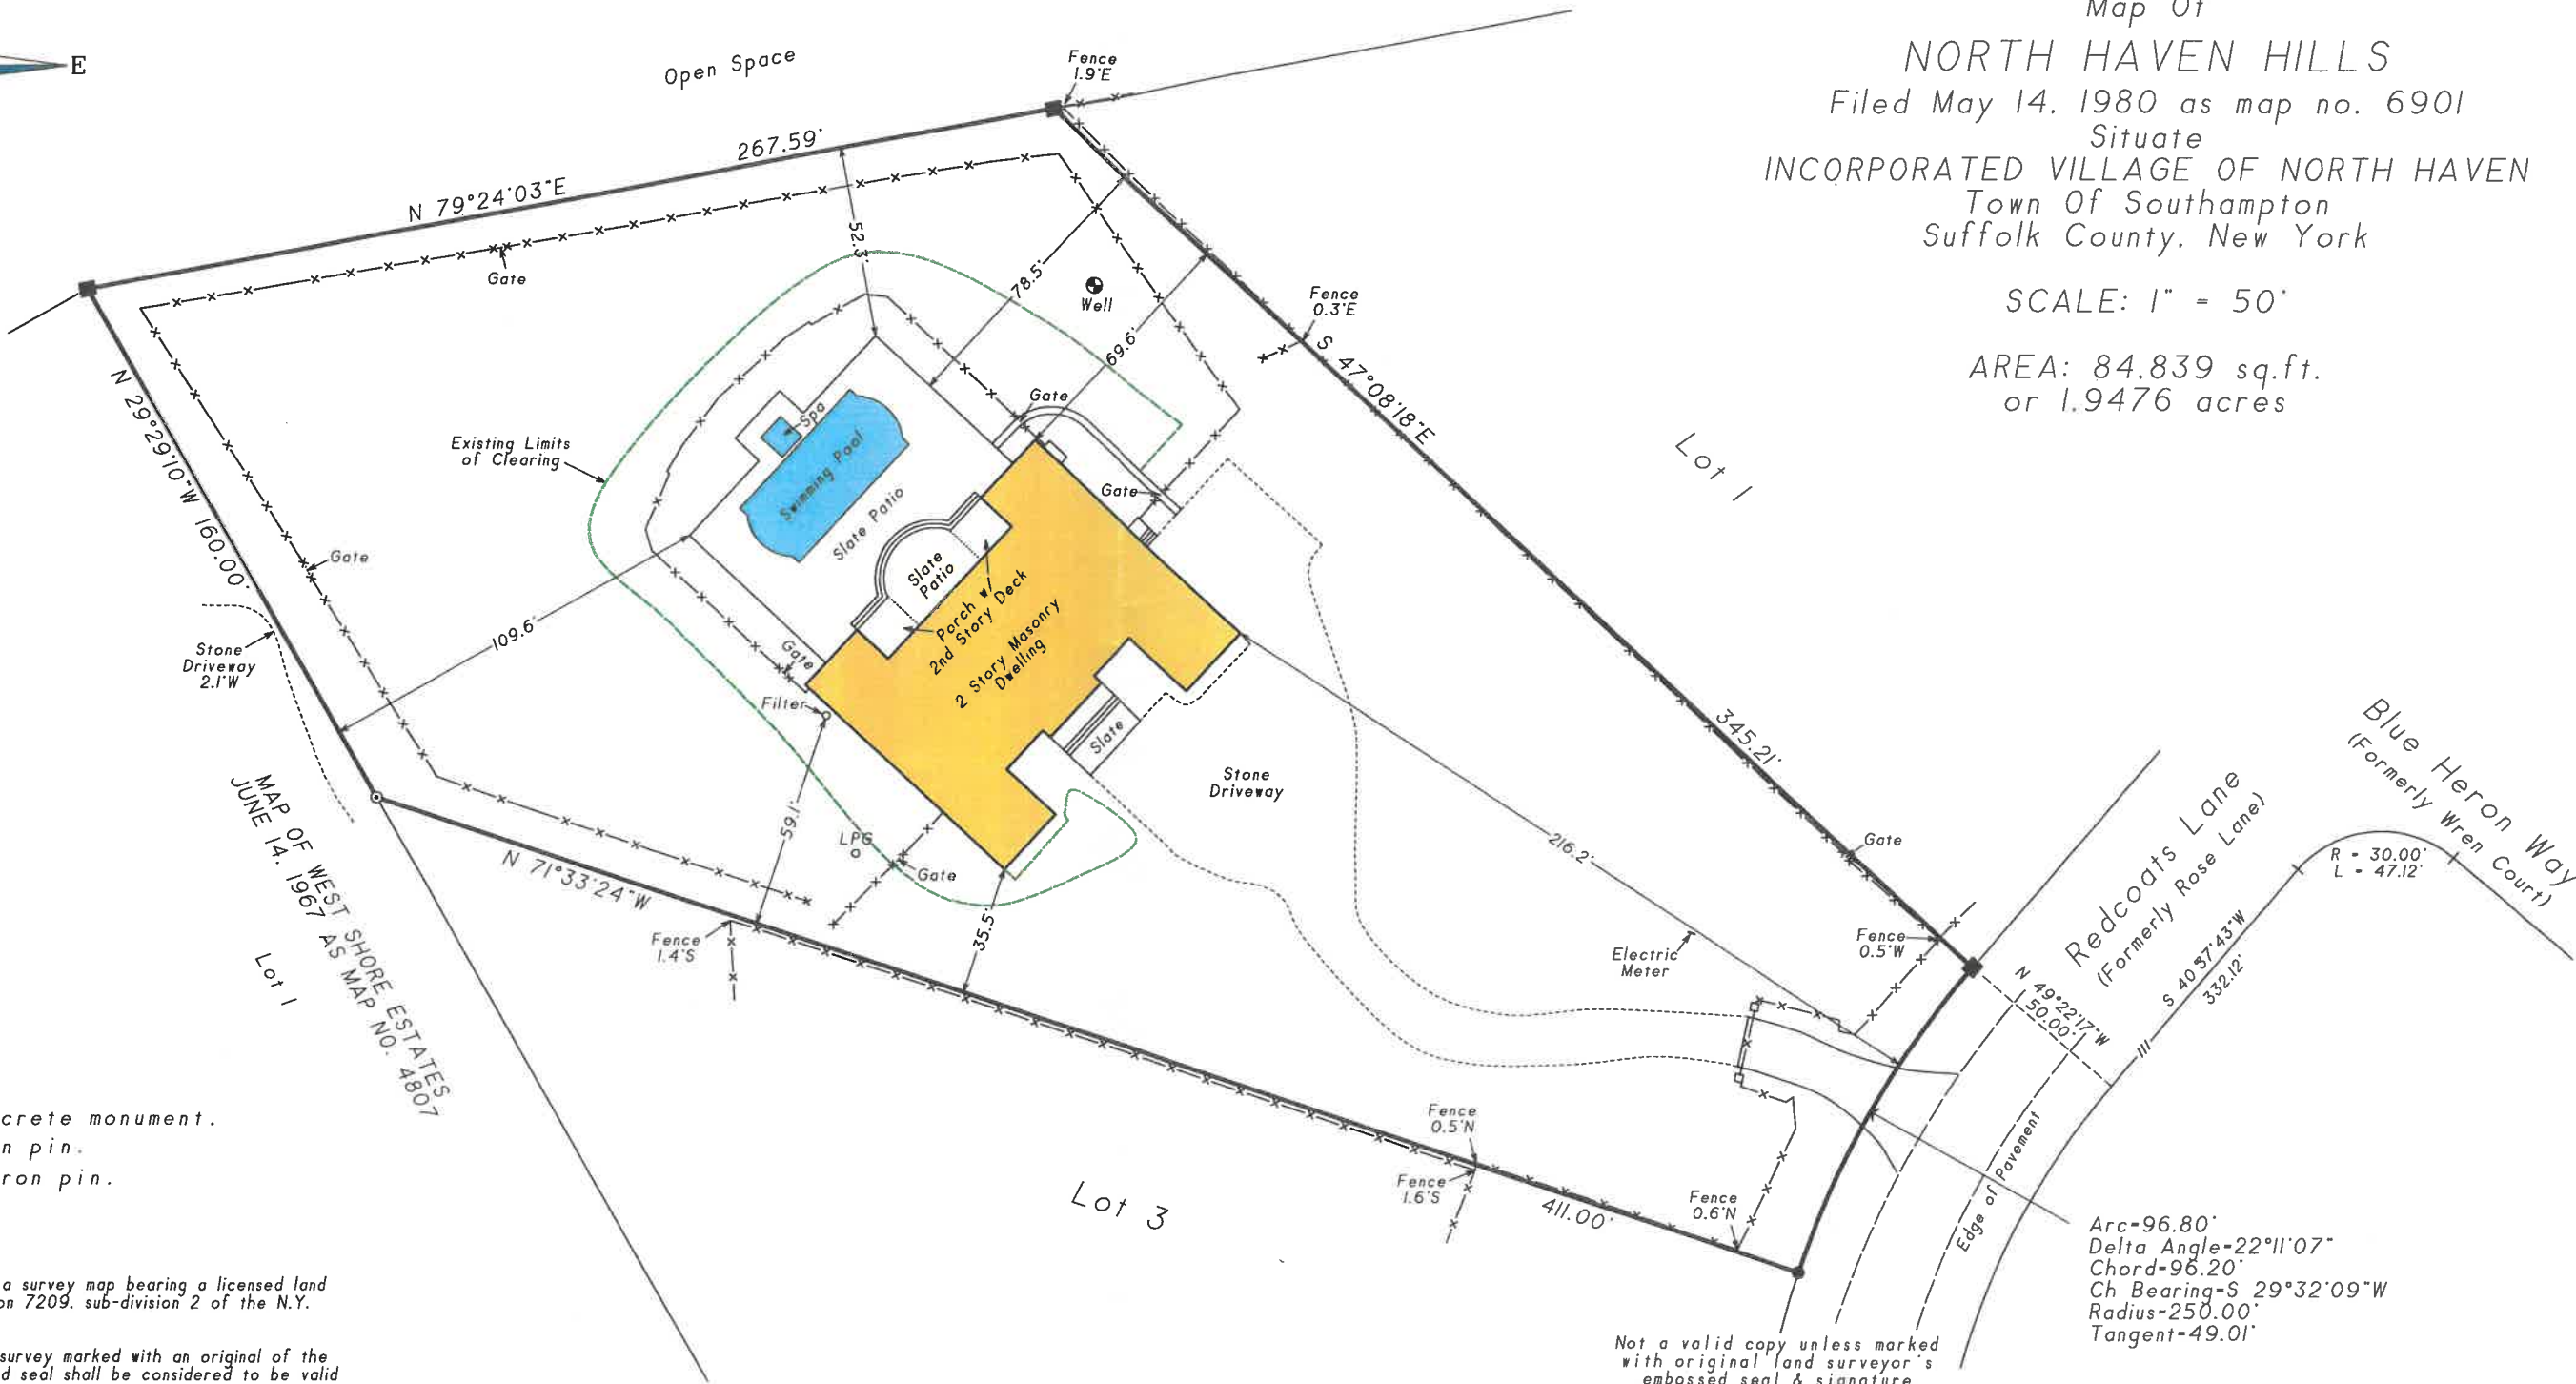 Map Of
NORTH HAVEN HILLS
Filed May 14. 1980 as map no. 6901
Situate
INCORPORATED VILLAGE OF NORTH HAVEN
Town Of Southampton
Suffolk County. New York
SCALE: 1" = 50'
AREA: 84,839 sq.ft.
or 1.9476 acres
E
Open Space
Fence
1.9'E
267.59'
N 79°24'03"E
Gate
52.3'
78.5'
Well
69.6'
Fence
0.3'E
S 47°08'18"E
Lot 1
N 29°29'10"W 160.00'
Existing Limits
of Clearing
Spa
Swimming Pool
Slate Patio
Gate
Gate
Slate
Patio
Porch w/
2nd Story Deck
2 Story Masonry
Dwelling
Gate
109.6'
Stone
Driveway
2.1'W
Gate
Filter
Slate
Stone
Driveway
345.21'
Gate
216.2'
59.1'
LPG
Gate
35.5'
N 71°33'24"W
Fence
1.4'S
MAP OF WEST SHORE ESTATES
JUNE 14. 1967 AS MAP NO. 4807
Lot 1
Electric
Meter
Fence
0.5'W
Redcoats Lane
(Formerly Rose Lane)
Blue Heron Way
(Formerly Wren Court)
R = 30.00'
L = 47.12'
S 40°37'43"W
332.12'
N 49°22'17"W
50.00'
Edge of Pavement
Fence
0.5'N
Fence
1.6'S
Fence
0.6'N
411.00'
Lot 3
Arc=96.80'
Delta Angle=22°11'07"
Chord=96.20'
Ch Bearing=S 29°32'09"W
Radius=250.00'
Tangent=49.01'
crete monument.
n pin.
ron pin.
a survey map bearing a licensed land
on 7209. sub-division 2 of the N.Y.
survey marked with an original of the
d seal shall be considered to be valid
Not a valid copy unless marked
with original land surveyor's
embossed seal & signature